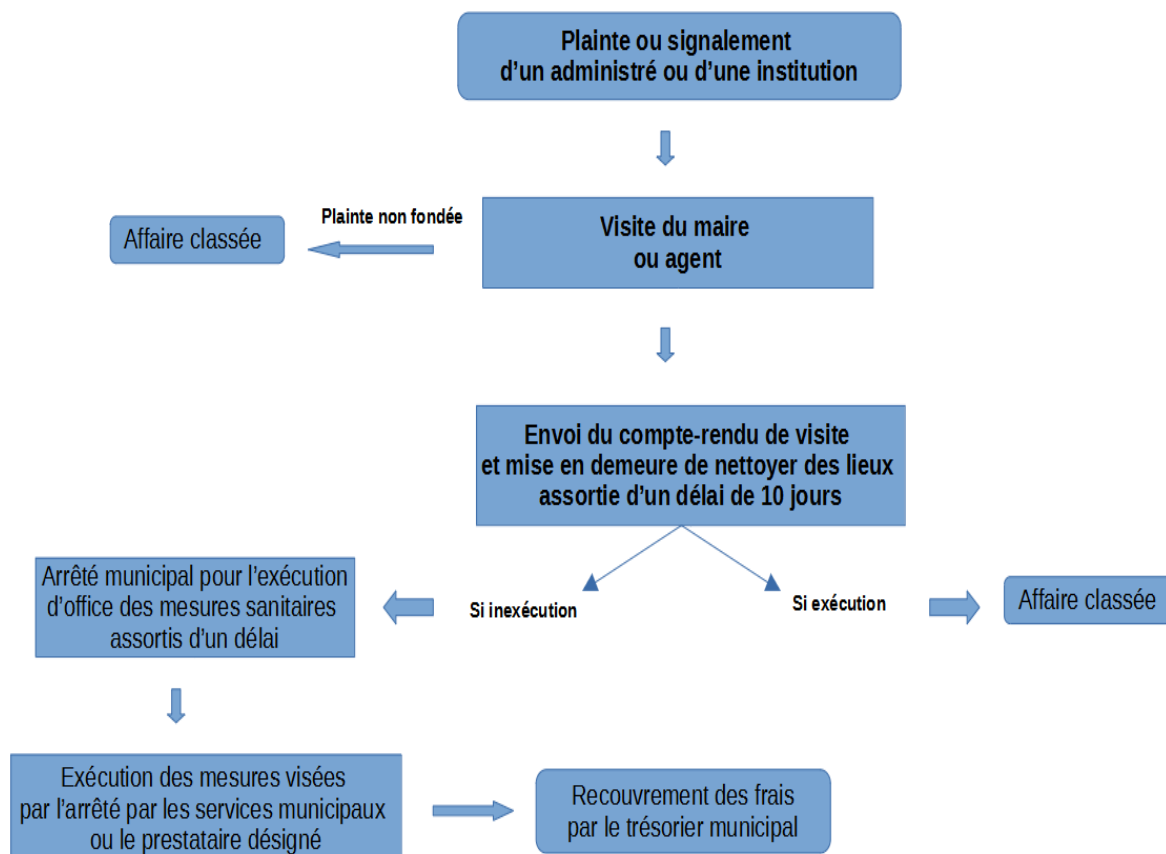 Plainte ou signalement
d’un administré ou d’une institution
Plainte non fondée
Affaire classée
Visite du maire
ou agent
Envoi du compte-rendu de visite
et mise en demeure de nettoyer des lieux
assortie d’un délai de 10 jours
Arrêté municipal pour l’exécution
d’office des mesures sanitaires
assortis d’un délai
Si inexécution
Si exécution
Affaire classée
Exécution des mesures visées
par l’arrêté par les services municipaux
ou le prestataire désigné
Recouvrement des frais
par le trésorier municipal